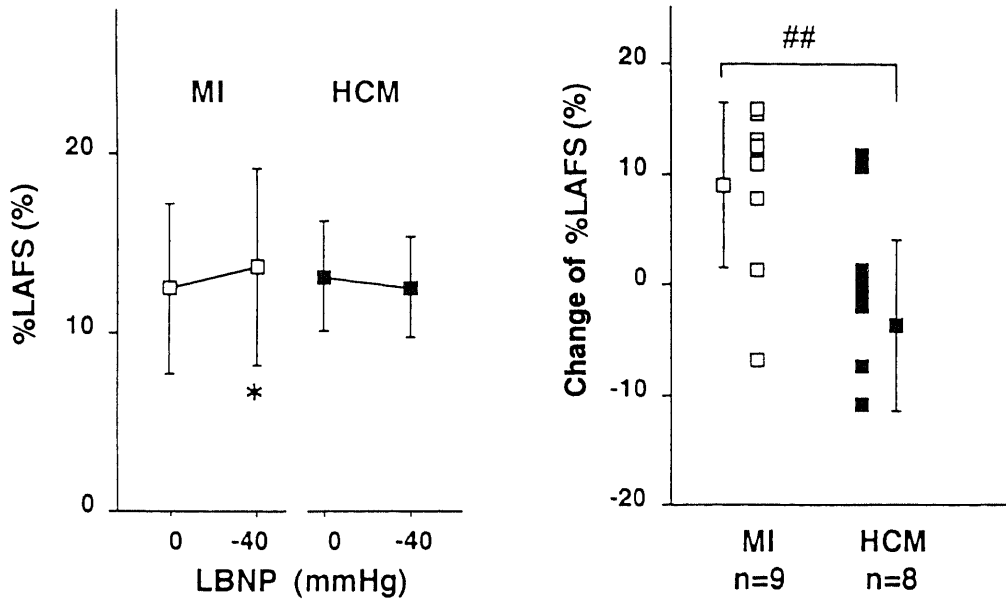 MI HCM
%LAFS (%)
20
10
0
*
0 -40 0 -40
LBNP (mmHg)
##
Change of %LAFS (%)
20
10
0
-10
-20
MI HCM
n=9 n=8